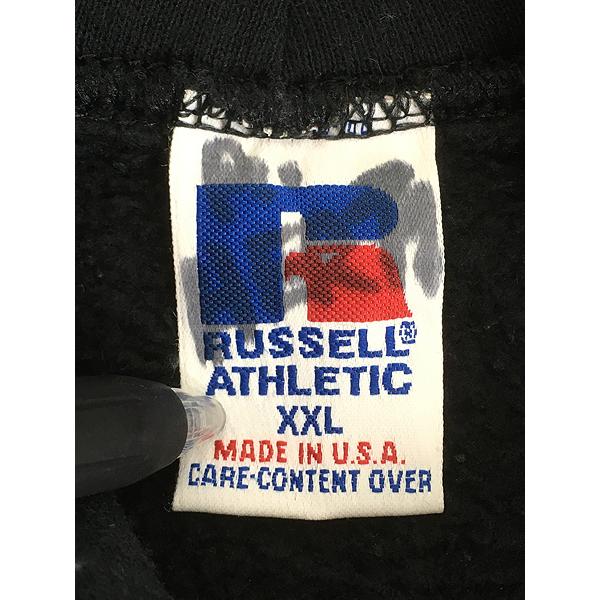 RUSSELL®
ATHLETIC
XXL
MADE IN U.S.A.
CARE-CONTENT OVER